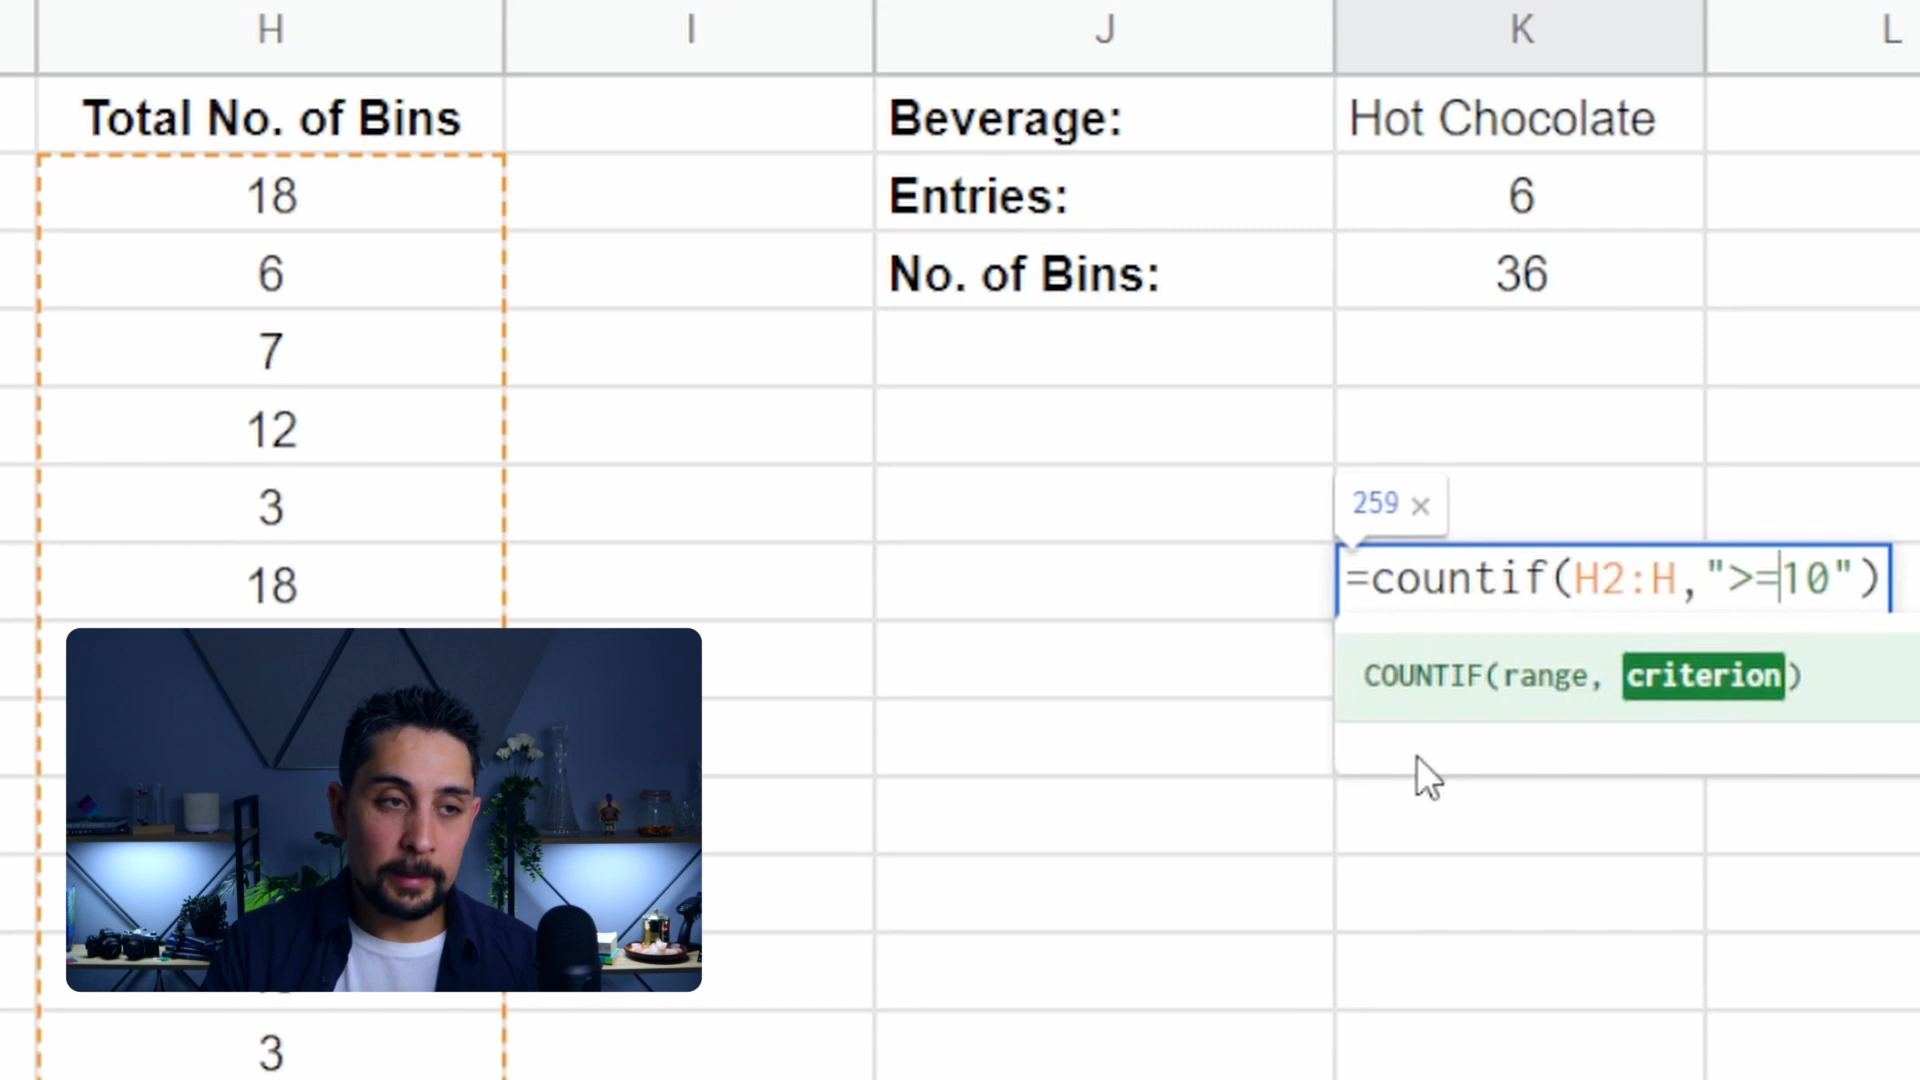 H I J K L
Total No. of Bins Beverage: Hot Chocolate
18 Entries: 6
6 No. of Bins: 36
7
12
3 259 ×
18 =countif(H2:H,">=10")
COUNTIF(range, criterion)
3